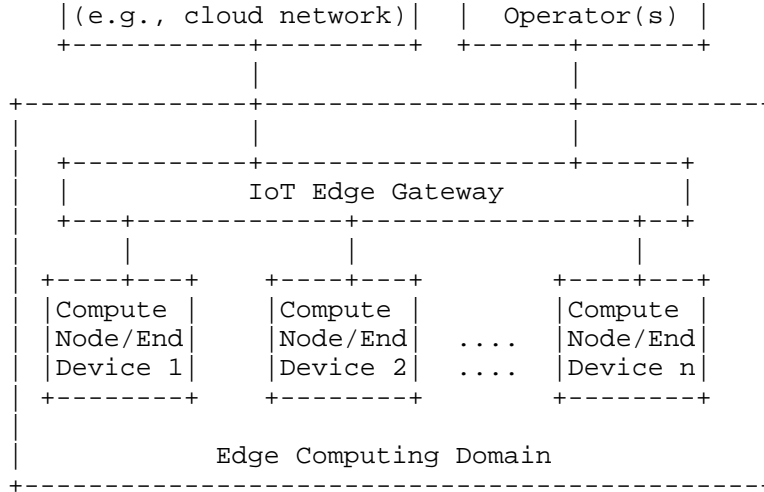 (e.g., cloud network) Operator(s)
IoT Edge Gateway
Compute Compute Compute
Node/End Node/End .... Node/End
Device 1 Device 2 .... Device n
Edge Computing Domain